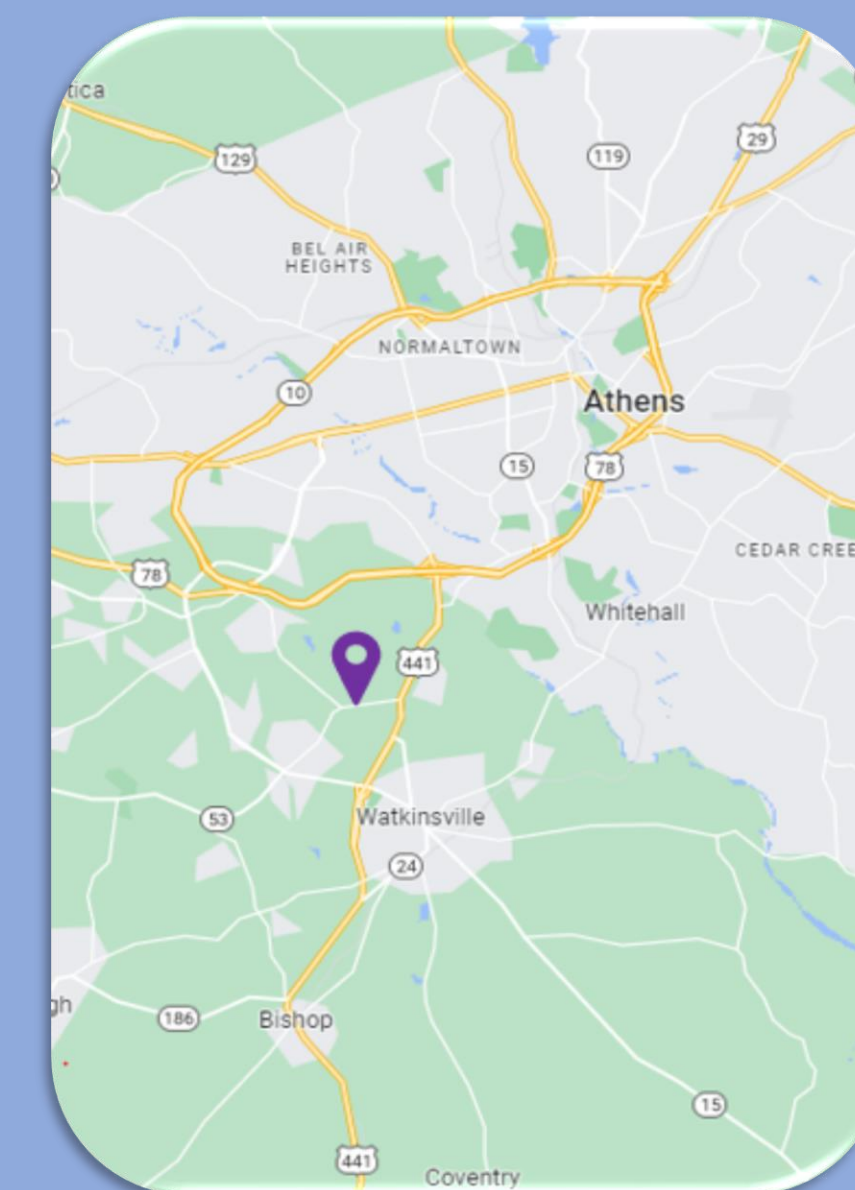 tica
129
119
29
BEL AIR
HEIGHTS
NORMALTOWN
10
Athens
15
78
CEDAR CREE
78
Whitehall
441
53
Watkinsville
24
gh
186
Bishop
15
441
Coventry